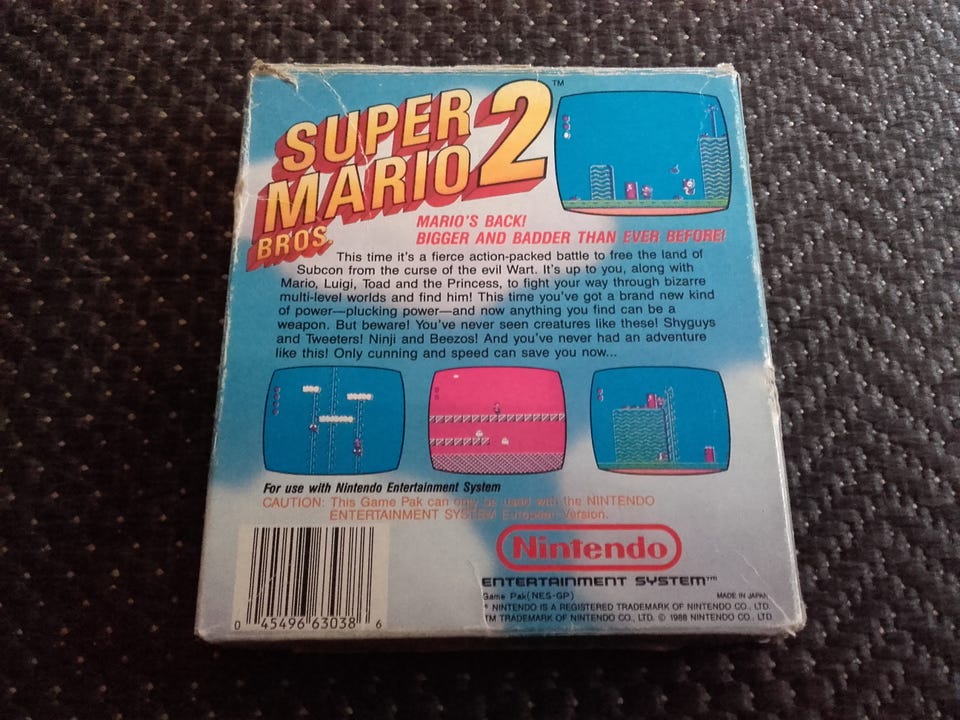 SUPER
MARIO
BROS. 2™
MARIO'S BACK!
BIGGER AND BADDER THAN EVER BEFORE!
This time it's a fierce action-packed battle to free the land of
Subcon from the curse of the evil Wart. It's up to you, along with
Mario, Luigi, Toad and the Princess, to fight your way through bizarre
multi-level worlds and find him! This time you've got a brand new kind
of power—plucking power—and now anything you find can be a
weapon. But beware! You've never seen creatures like these! Shyguys
and Tweeters! Ninji and Beezos! And you've never had an adventure
like this! Only cunning and speed can save you now...
For use with Nintendo Entertainment System
CAUTION: This Game Pak can only be used with the NINTENDO
ENTERTAINMENT SYSTEM European Version.
Nintendo
ENTERTAINMENT SYSTEM™
Game Pak(NES-GP)
MADE IN JAPAN
® NINTENDO IS A REGISTERED TRADEMARK OF NINTENDO CO., LTD.
TM TRADEMARK OF NINTENDO CO., LTD. © 1988 NINTENDO CO., LTD.
0 45496 63038 6